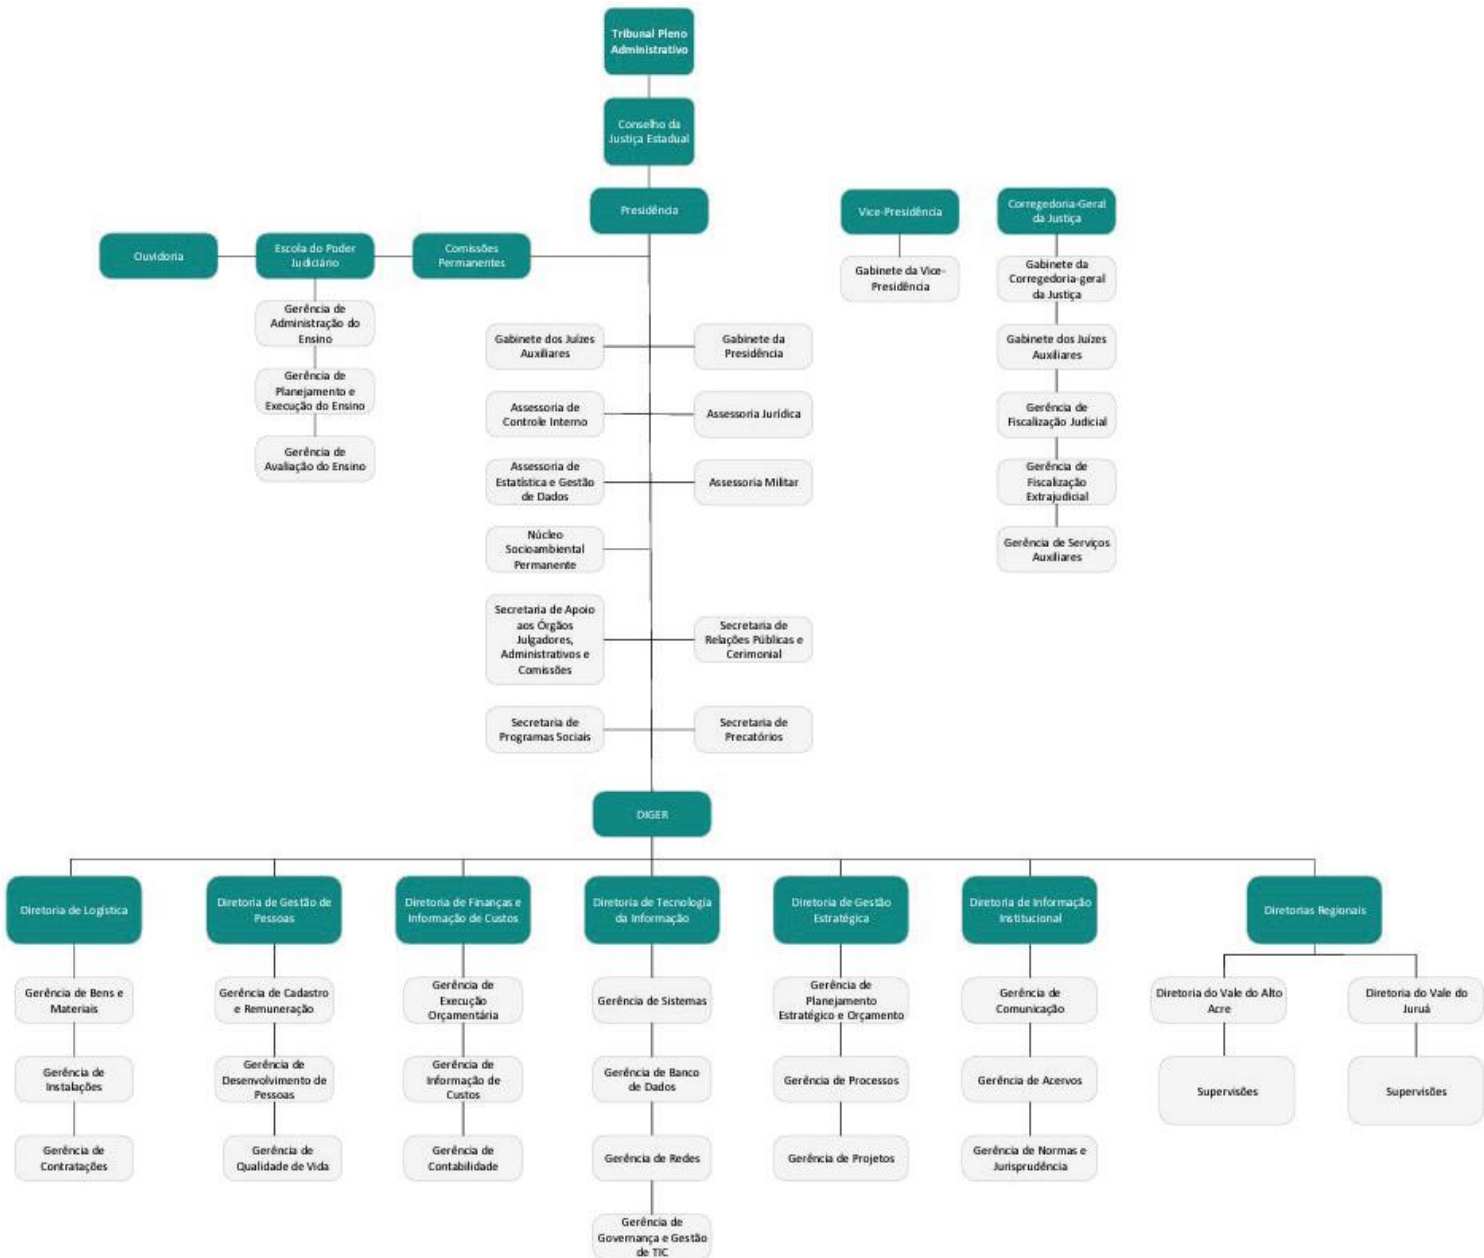 Tribunal Pleno
Administrativo
Conselho da
Justiça Estadual
Presidência
Vice-Presidência
Corregedoria-Geral
da Justiça
Ouvidoria
Escola do Poder
Judiciário
Comissões
Permanentes
Gabinete da Vice-
Presidência
Gabinete da
Corregedoria-geral
da Justiça
Gerência de
Administração do
Ensino
Gerência de
Planejamento e
Execução do Ensino
Gerência de
Avaliação do Ensino
Gabinete dos Juízes
Auxiliares
Gabinete da
Presidência
Assessoria de
Controle Interno
Assessoria Jurídica
Assessoria de
Estatística e Gestão
de Dados
Assessoria Militar
Núcleo
Socioambiental
Permanente
Secretaria de Apoio
aos Órgãos
Julgadores,
Administrativos e
Comissões
Secretaria de
Relações Públicas e
Cerimonial
Secretaria de
Programas Sociais
Secretaria de
Precatórios
Gabinete dos Juízes
Auxiliares
Gerência de
Fiscalização Judicial
Gerência de
Fiscalização
Extrajudicial
Gerência de Serviços
Auxiliares
DIGER
Diretoria de Logística
Diretoria de Gestão de
Pessoas
Diretoria de Finanças e
Informação de Custos
Diretoria de Tecnologia
da Informação
Diretoria de Gestão
Estratégica
Diretoria de Informação
Institucional
Diretorias Regionais
Gerência de Bens e
Materiais
Gerência de
Instalações
Gerência de
Contratações
Gerência de Cadastro
e Remuneração
Gerência de
Desenvolvimento de
Pessoas
Gerência de
Qualidade de Vida
Gerência de
Execução
Orçamentária
Gerência de
Informação de
Custos
Gerência de
Contabilidade
Gerência de Sistemas
Gerência de Banco
de Dados
Gerência de Redes
Gerência de
Governança e Gestão
de TIC
Gerência de
Planejamento
Estratégico e Orçamento
Gerência de Processos
Gerência de Projetos
Gerência de
Comunicação
Gerência de Acervos
Gerência de Normas e
Jurisprudência
Diretoria do Vale do Alto
Acre
Supervisões
Diretoria do Vale do
Juruá
Supervisões